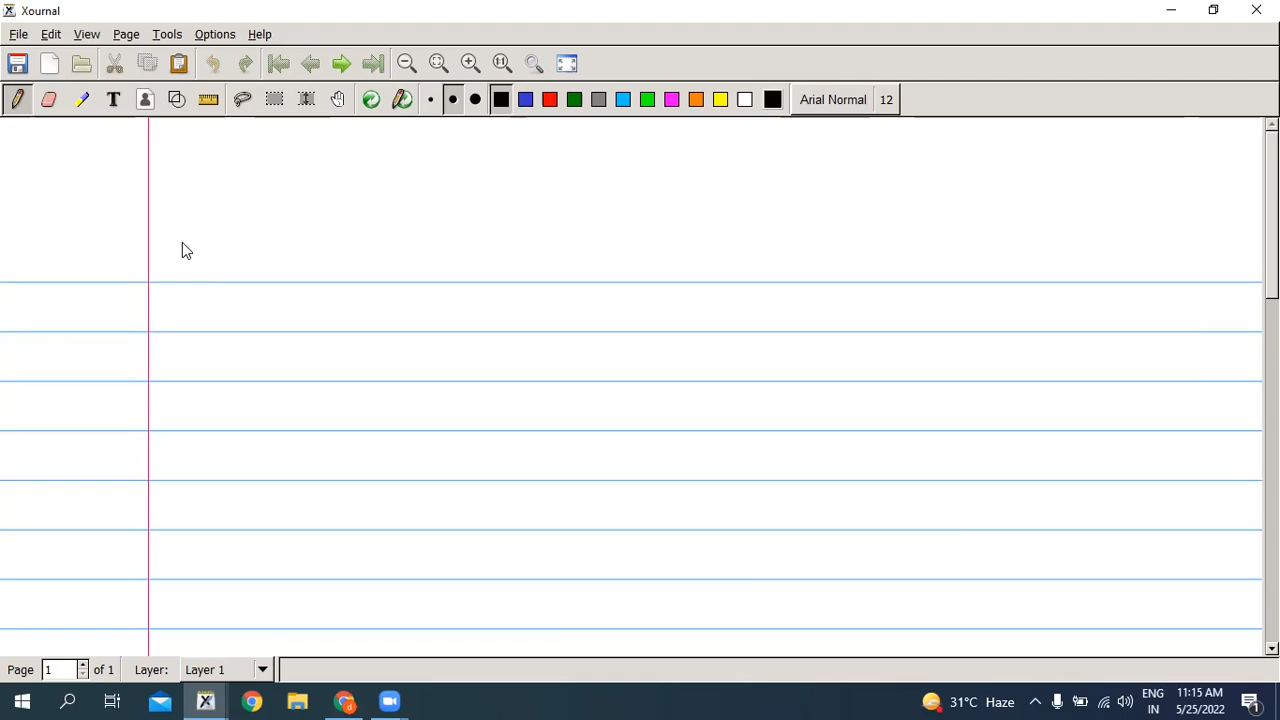 Xournal
File Edit View Page Tools Options Help
Arial Normal 12
Page 1 of 1 Layer: Layer 1
31°C Haze
ENG
IN
11:15 AM
5/25/2022
1